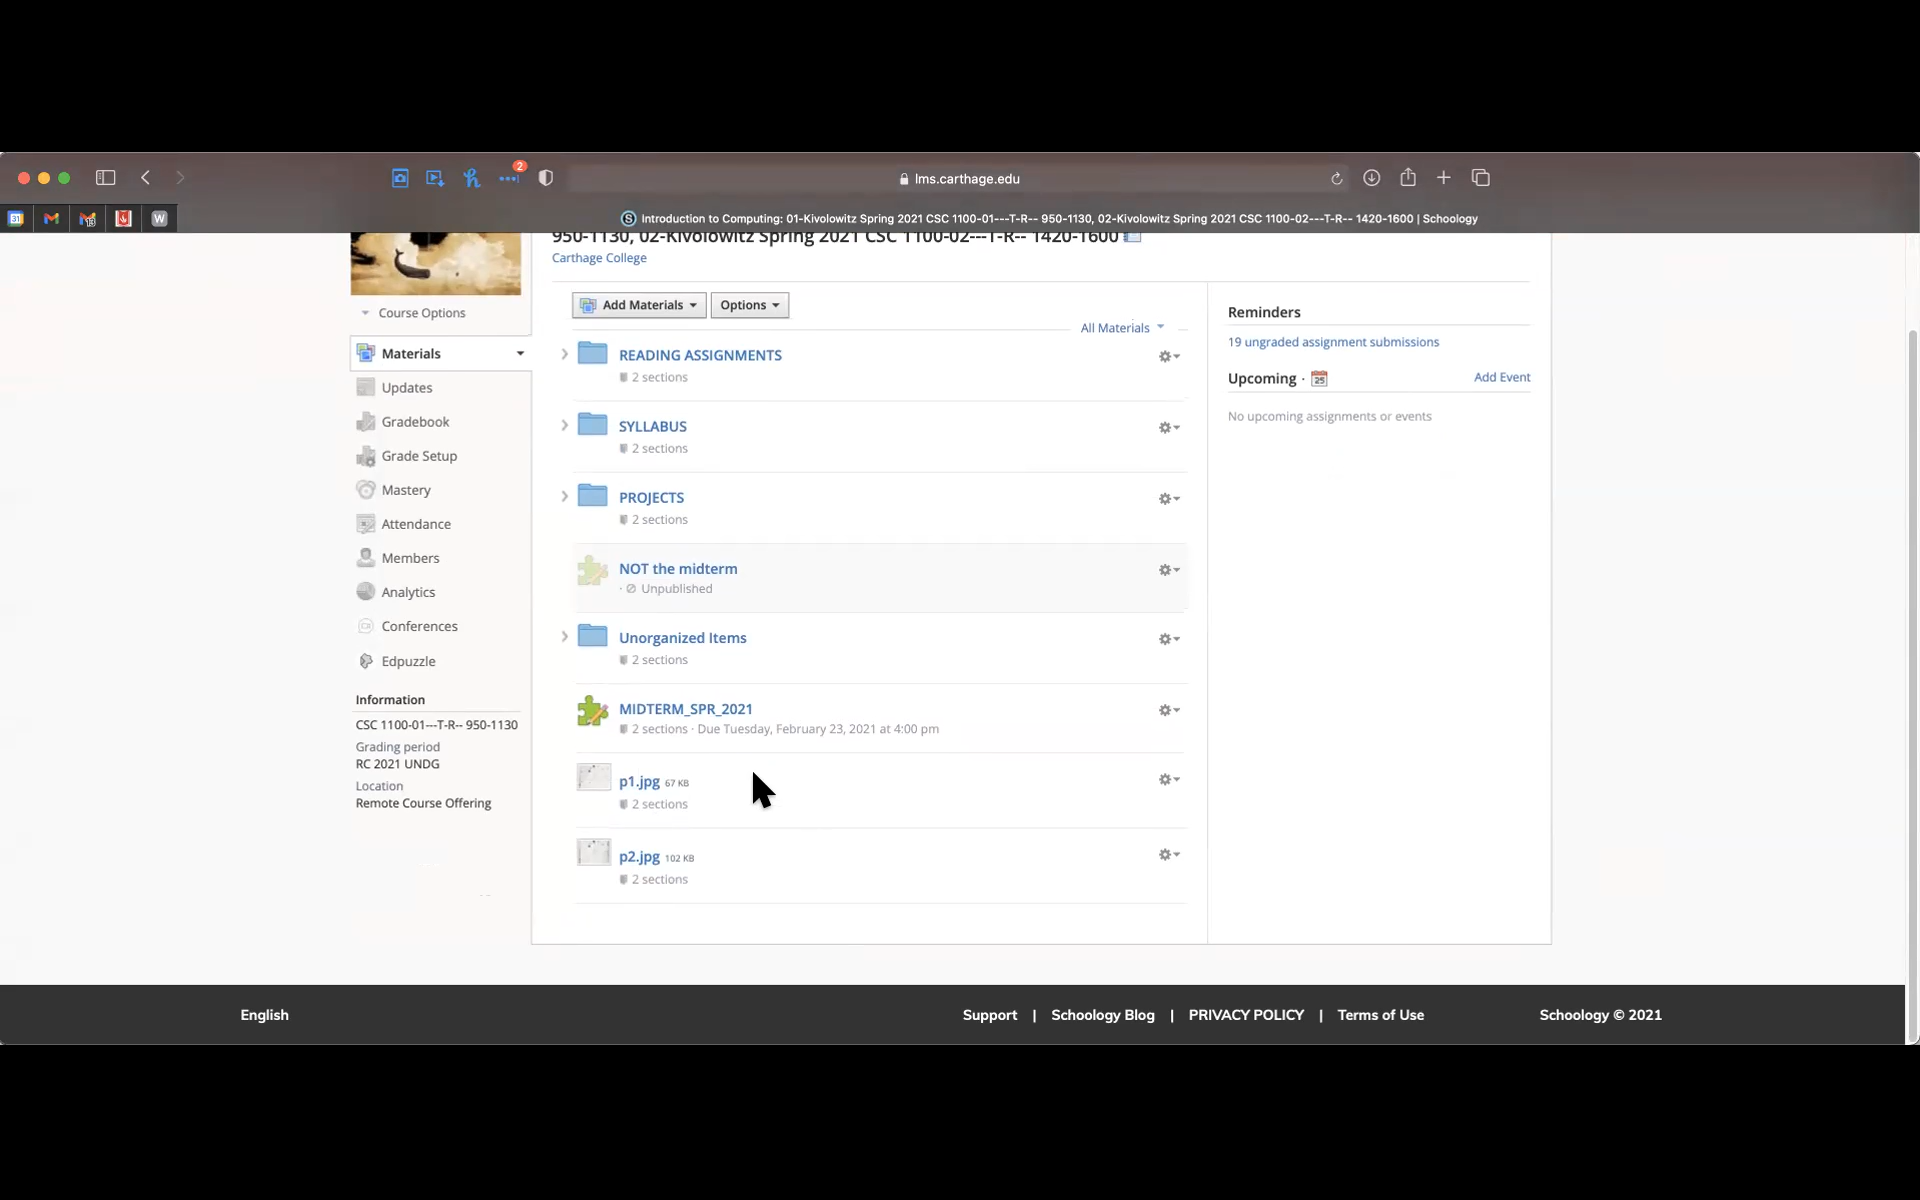 2
lms.carthage.edu
31
13
W
S Introduction to Computing: 01-Kivolowitz Spring 2021 CSC 1100-01---T-R-- 950-1130, 02-Kivolowitz Spring 2021 CSC 1100-02---T-R-- 1420-1600 | Schoology
950-1130, 02-Kivolowitz Spring 2021 CSC 1100-02---T-R-- 1420-1600
Carthage College
Course Options
Materials
Updates
Gradebook
Grade Setup
Mastery
Attendance
Members
Analytics
Conferences
Edpuzzle
Information
CSC 1100-01---T-R-- 950-1130
Grading period
RC 2021 UNDG
Location
Remote Course Offering
Add Materials
Options
All Materials
READING ASSIGNMENTS
2 sections
SYLLABUS
2 sections
PROJECTS
2 sections
NOT the midterm
· Unpublished
Unorganized Items
2 sections
MIDTERM_SPR_2021
2 sections · Due Tuesday, February 23, 2021 at 4:00 pm
p1.jpg 67 KB
2 sections
p2.jpg 102 KB
2 sections
Reminders
19 ungraded assignment submissions
Upcoming · 25 Add Event
No upcoming assignments or events
English
Support | Schoology Blog | PRIVACY POLICY | Terms of Use
Schoology © 2021